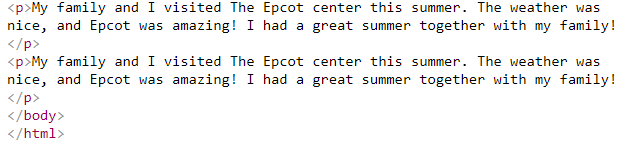 <p>My family and I visited The Epcot center this summer. The weather was
nice, and Epcot was amazing! I had a great summer together with my family!
</p>
<p>My family and I visited The Epcot center this summer. The weather was
nice, and Epcot was amazing! I had a great summer together with my family!
</p>
</body>
</html>